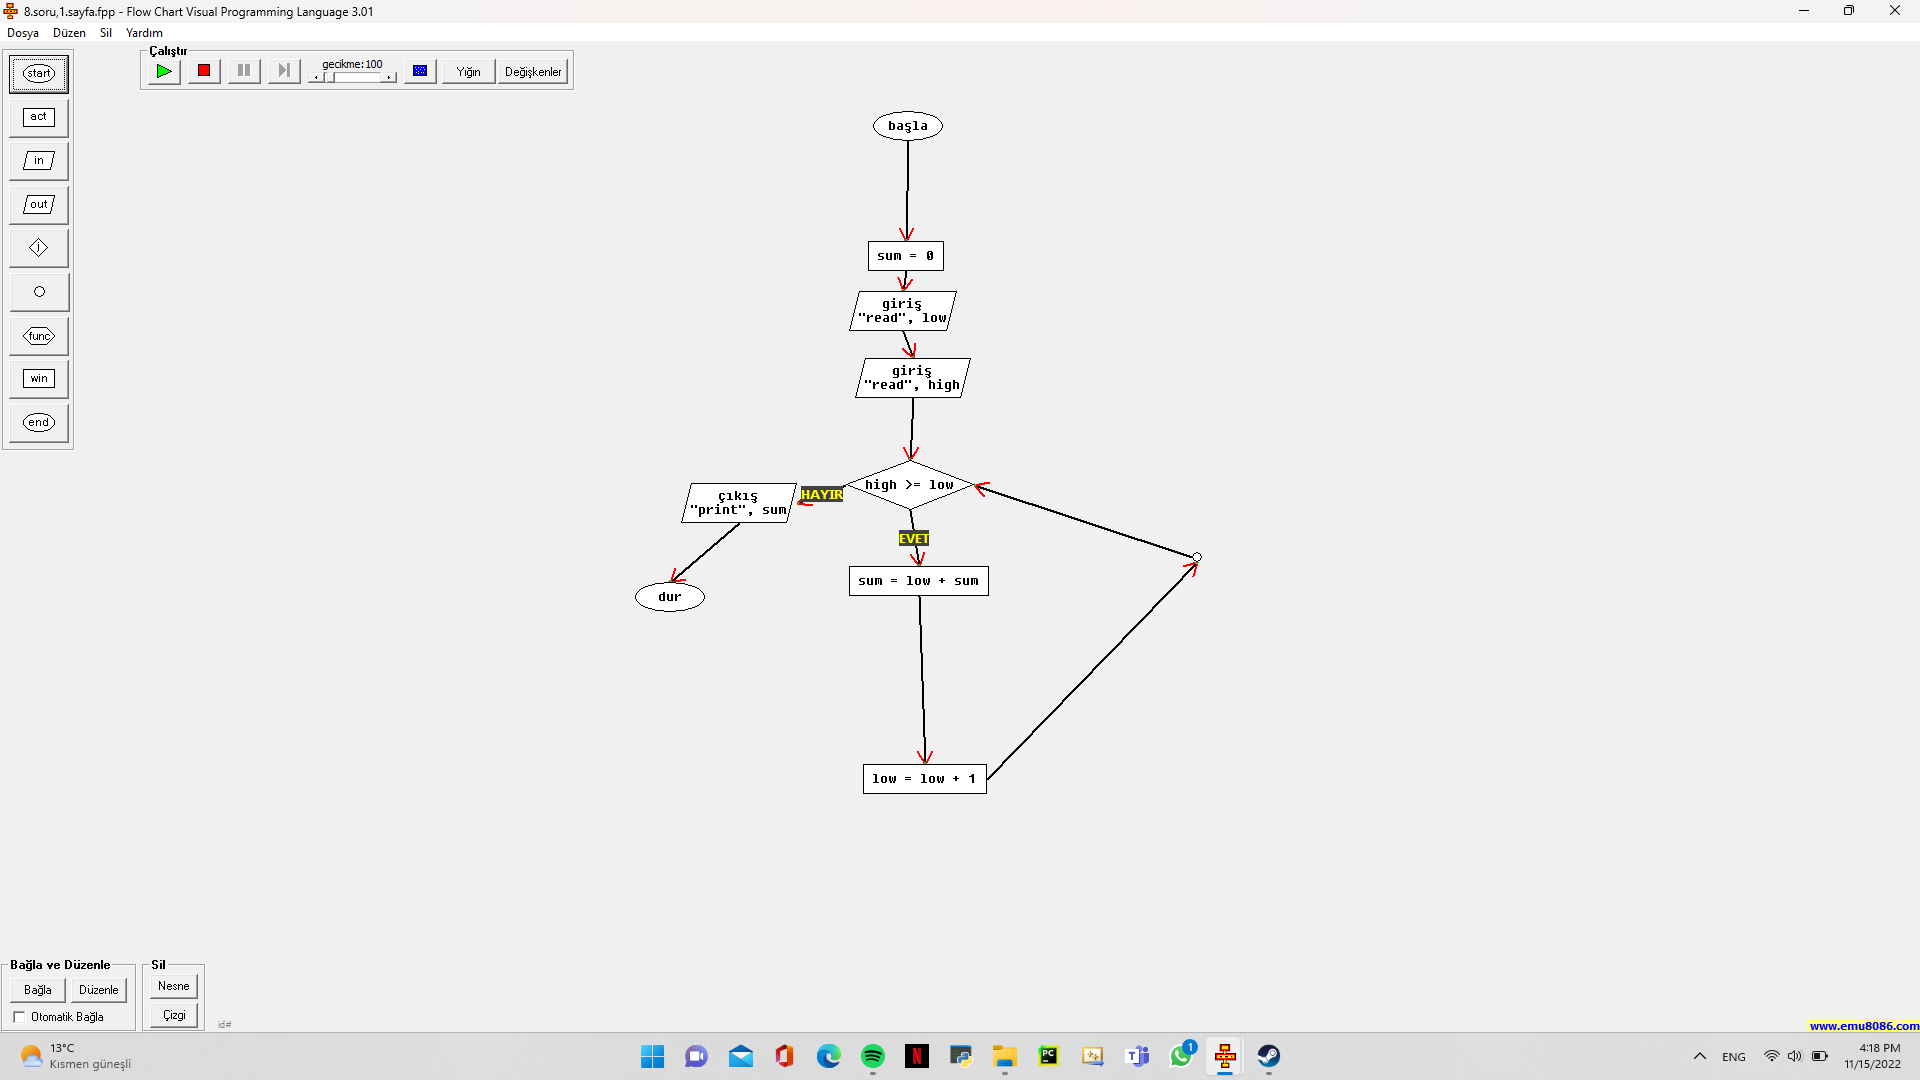 8.soru,1.sayfa.fpp - Flow Chart Visual Programming Language 3.01
Dosya Düzen Sil Yardım
Çalıştır
gecikme:100
Yığın
Değişkenler
start
act
in
out
j
func
win
end
başla
sum = 0
giriş
"read", low
giriş
"read", high
high >= low
HAYIR
çıkış
"print", sum
EVET
dur
sum = low + sum
low = low + 1
Bağla ve Düzenle
Bağla
Düzenle
Otomatik Bağla
Sil
Nesne
Çizgi
id#
www.emu8086.com
13°C
Kısmen güneşli
N
PC
1
ENG
4:18 PM
11/15/2022